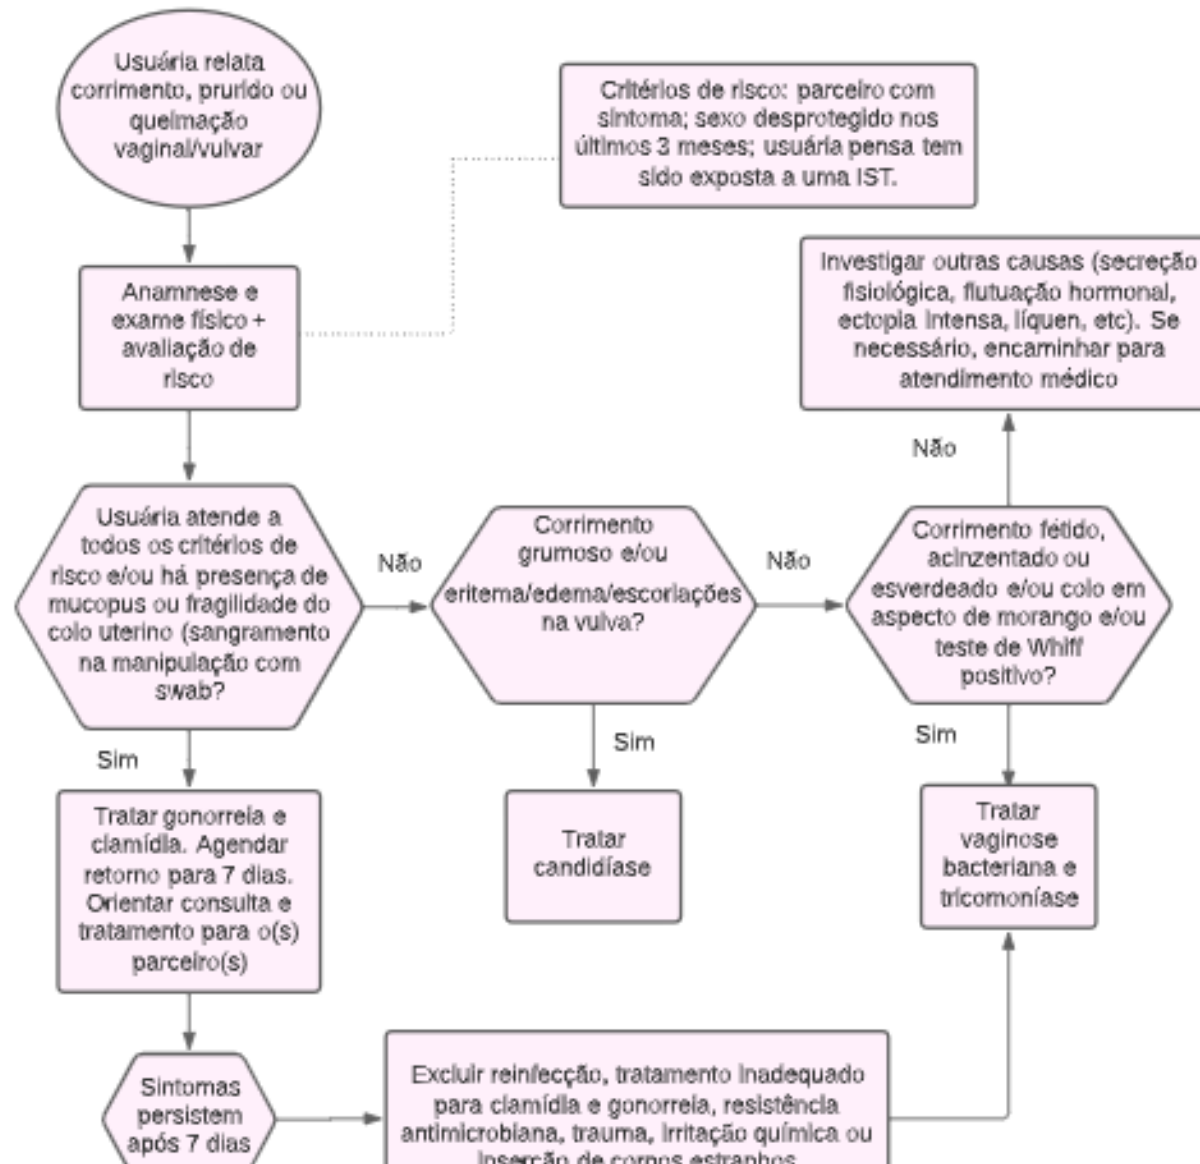 Usuária relata
corrimento, prurido ou
queimação
vaginal/vulvar
Critérios de risco: parceiro com
sintoma; sexo desprotegido nos
últimos 3 meses; usuária pensa tem
sido exposta a uma IST.
Anamnese e
exame físico +
avaliação de
risco
Investigar outras causas (secreção
fisiológica, flutuação hormonal,
ectopia intensa, líquen, etc). Se
necessário, encaminhar para
atendimento médico
Não
Usuária atende a
todos os critérios de
risco e/ou há presença de
mucopus ou fragilidade do
colo uterino (sangramento
na manipulação com
swab?
Não
Corrimento
grumoso e/ou
eritema/edema/escoriações
na vulva?
Não
Corrimento fétido,
acinzentado ou
esverdeado e/ou colo em
aspecto de morango e/ou
teste de Whiff
positivo?
Sim
Sim
Sim
Tratar gonorreia e
clamídia. Agendar
retorno para 7 dias.
Orientar consulta e
tratamento para o(s)
parceiro(s)
Tratar
candidíase
Tratar
vaginose
bacteriana e
tricomoníase
Sintomas
persistem
após 7 dias
Excluir reinfecção, tratamento inadequado
para clamídia e gonorreia, resistência
antimicrobiana, trauma, irritação química ou
inserção de corpos estranhos